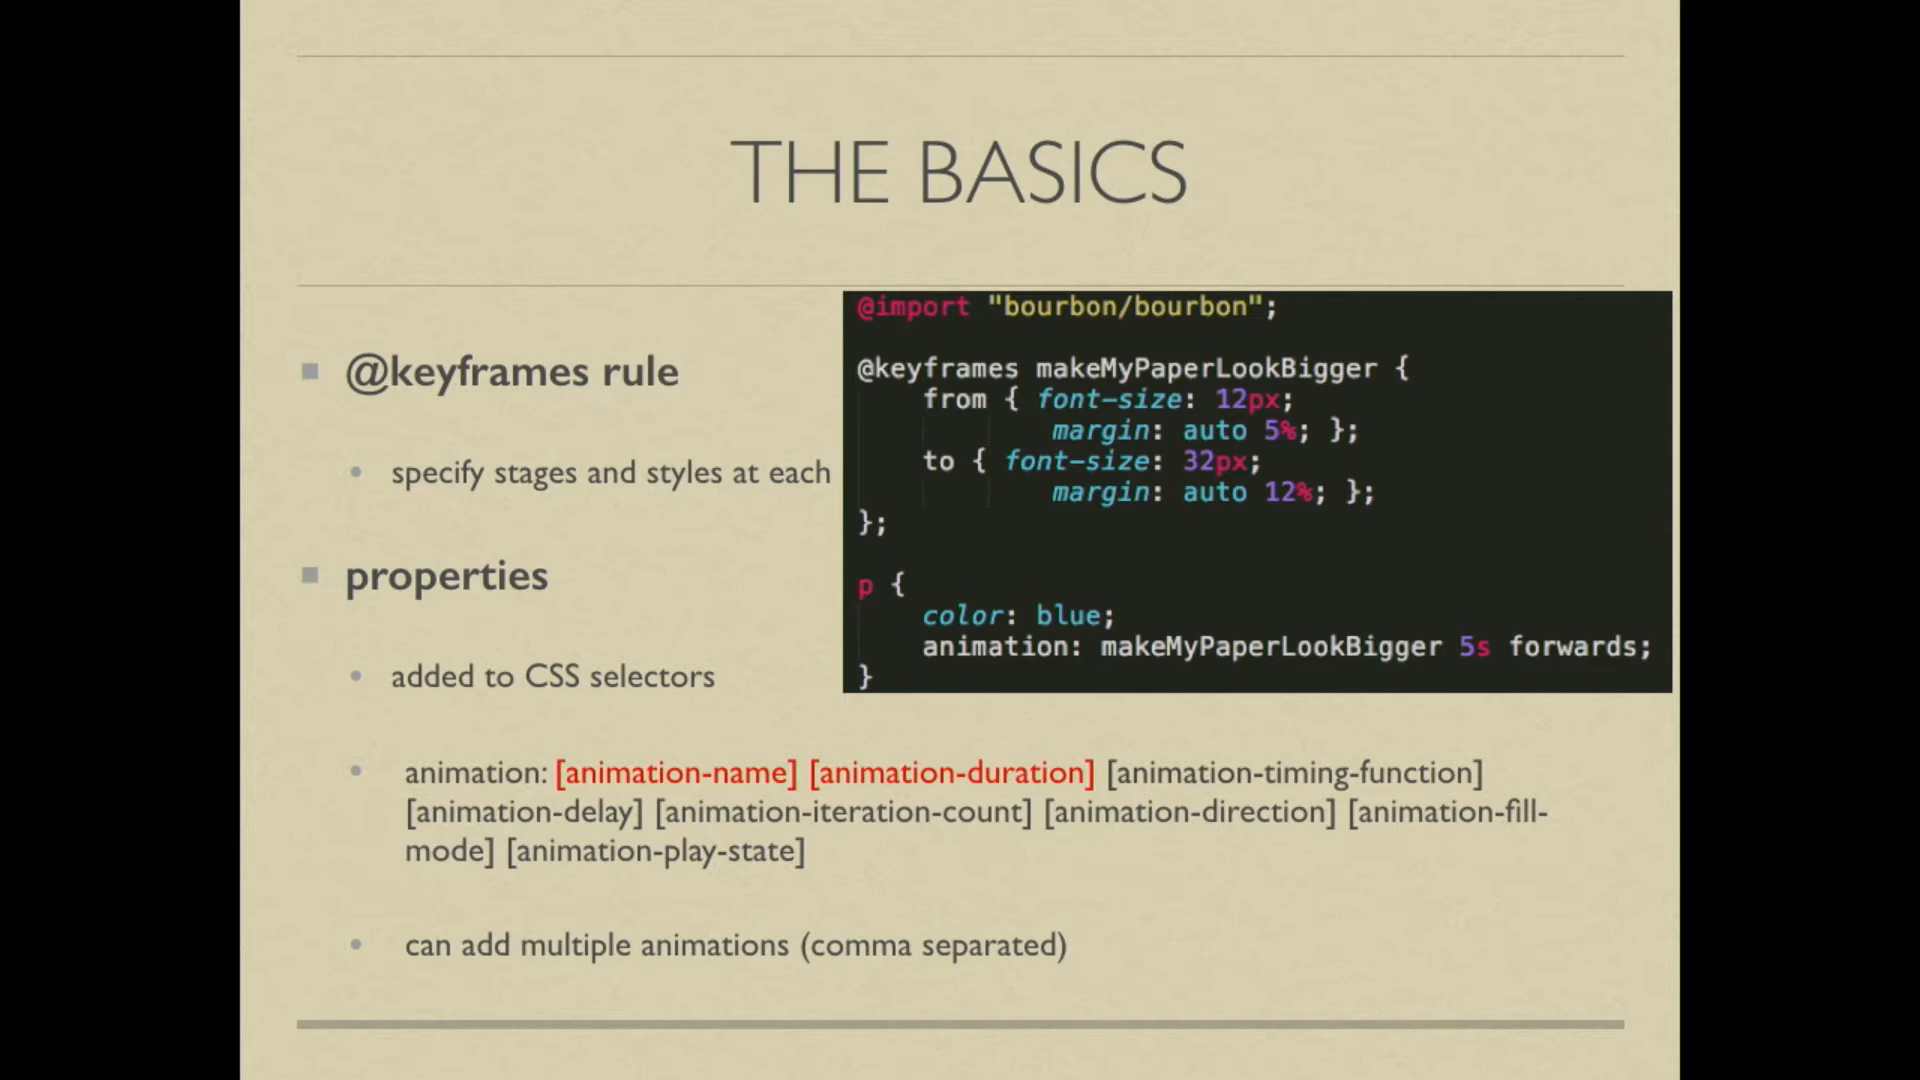 THE BASICS
@keyframes rule
specify stages and styles at each
properties
added to CSS selectors
animation: [animation-name] [animation-duration] [animation-timing-function]
[animation-delay] [animation-iteration-count] [animation-direction] [animation-fill-
mode] [animation-play-state]
can add multiple animations (comma separated)
@import "bourbon/bourbon";
@keyframes makeMyPaperLookBigger {
from { font-size: 12px;
margin: auto 5%; };
to { font-size: 32px;
margin: auto 12%; };
};
p {
color: blue;
animation: makeMyPaperLookBigger 5s forwards;
}